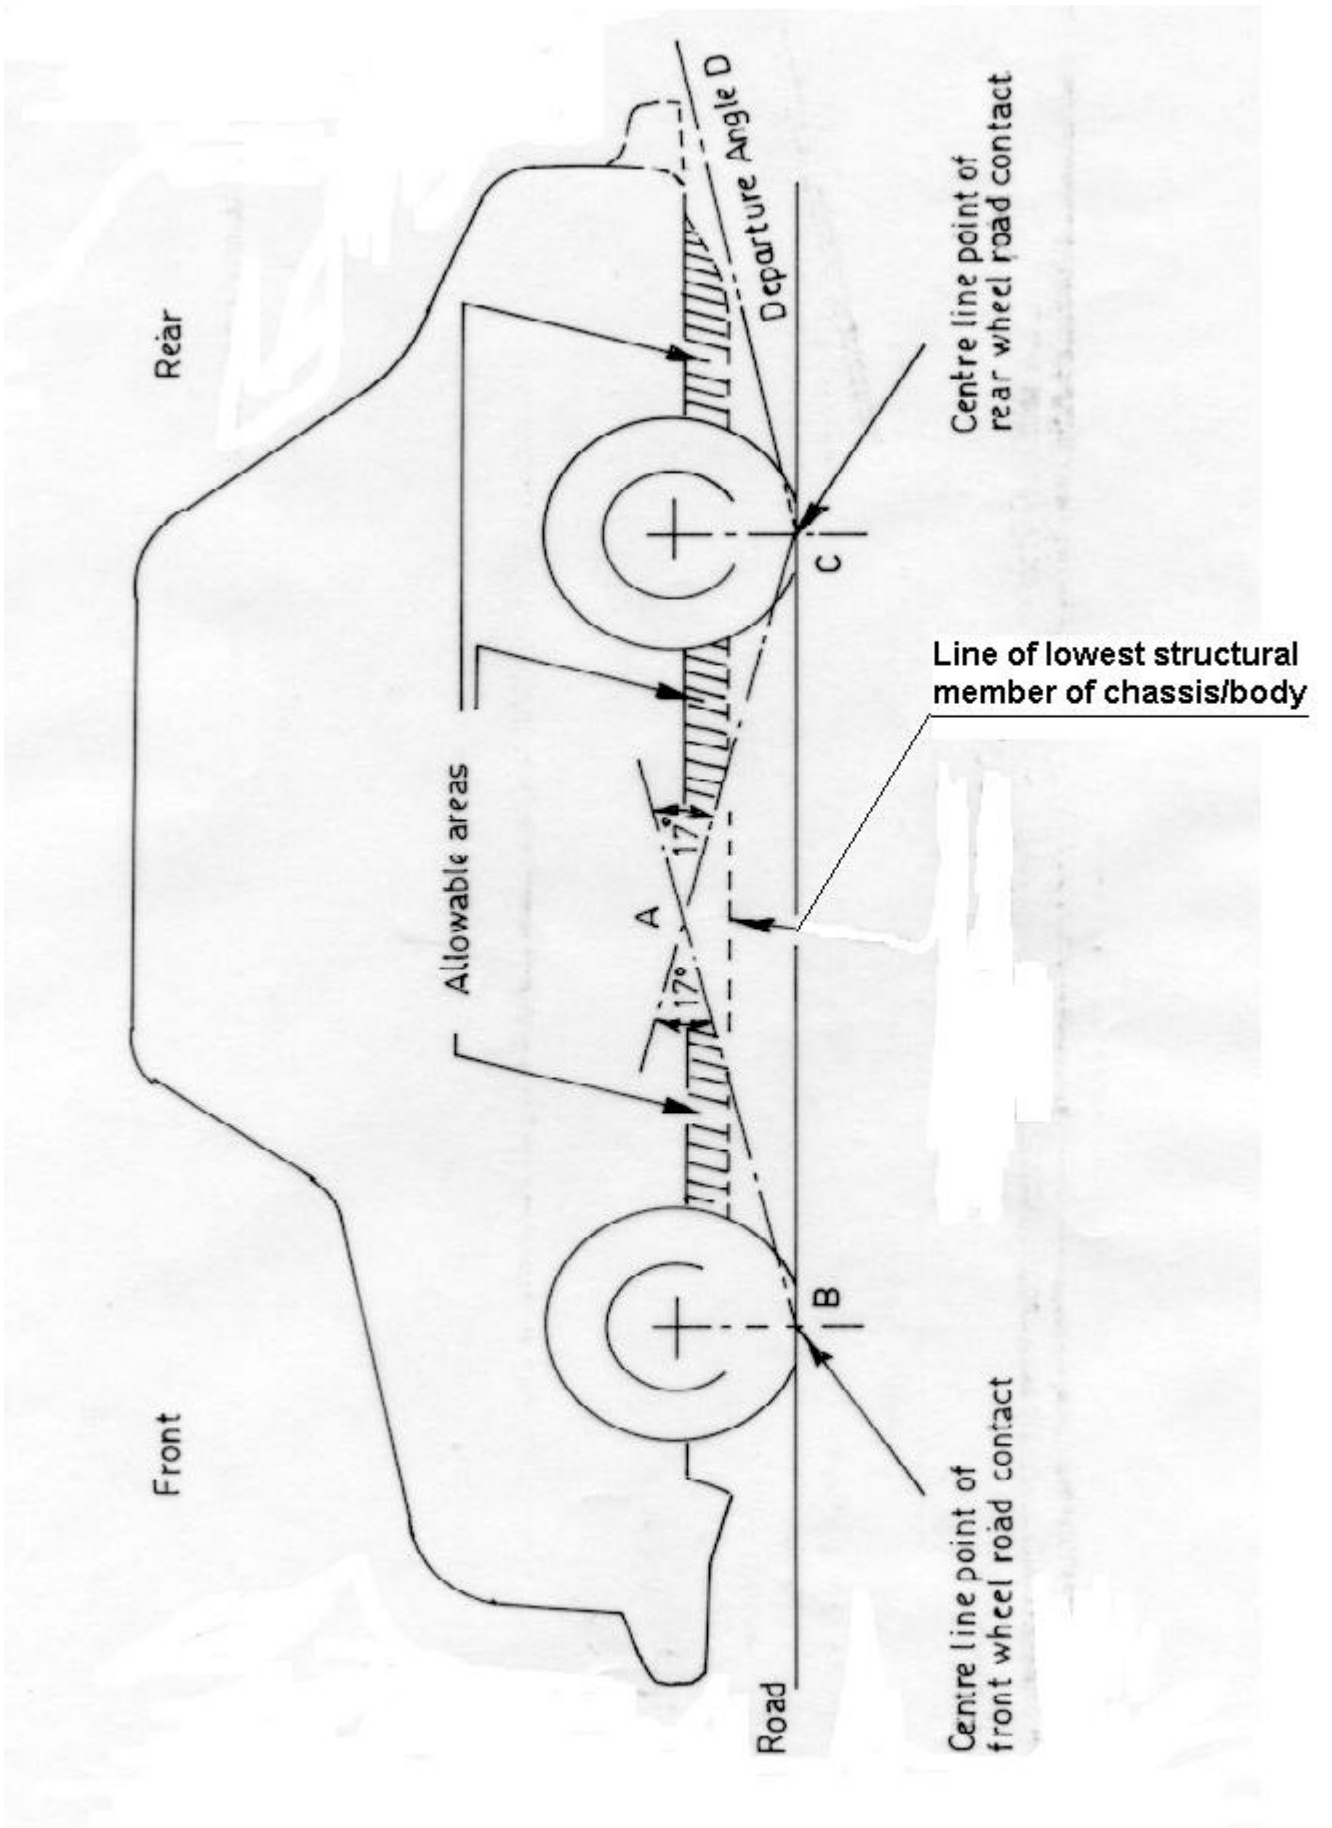 Front
Rear
Allowable areas
A
17°
17°
Departure Angle D
Road
B
C
Centre line point of
front wheel road contact
Line of lowest structural
member of chassis/body
Centre line point of
rear wheel road contact